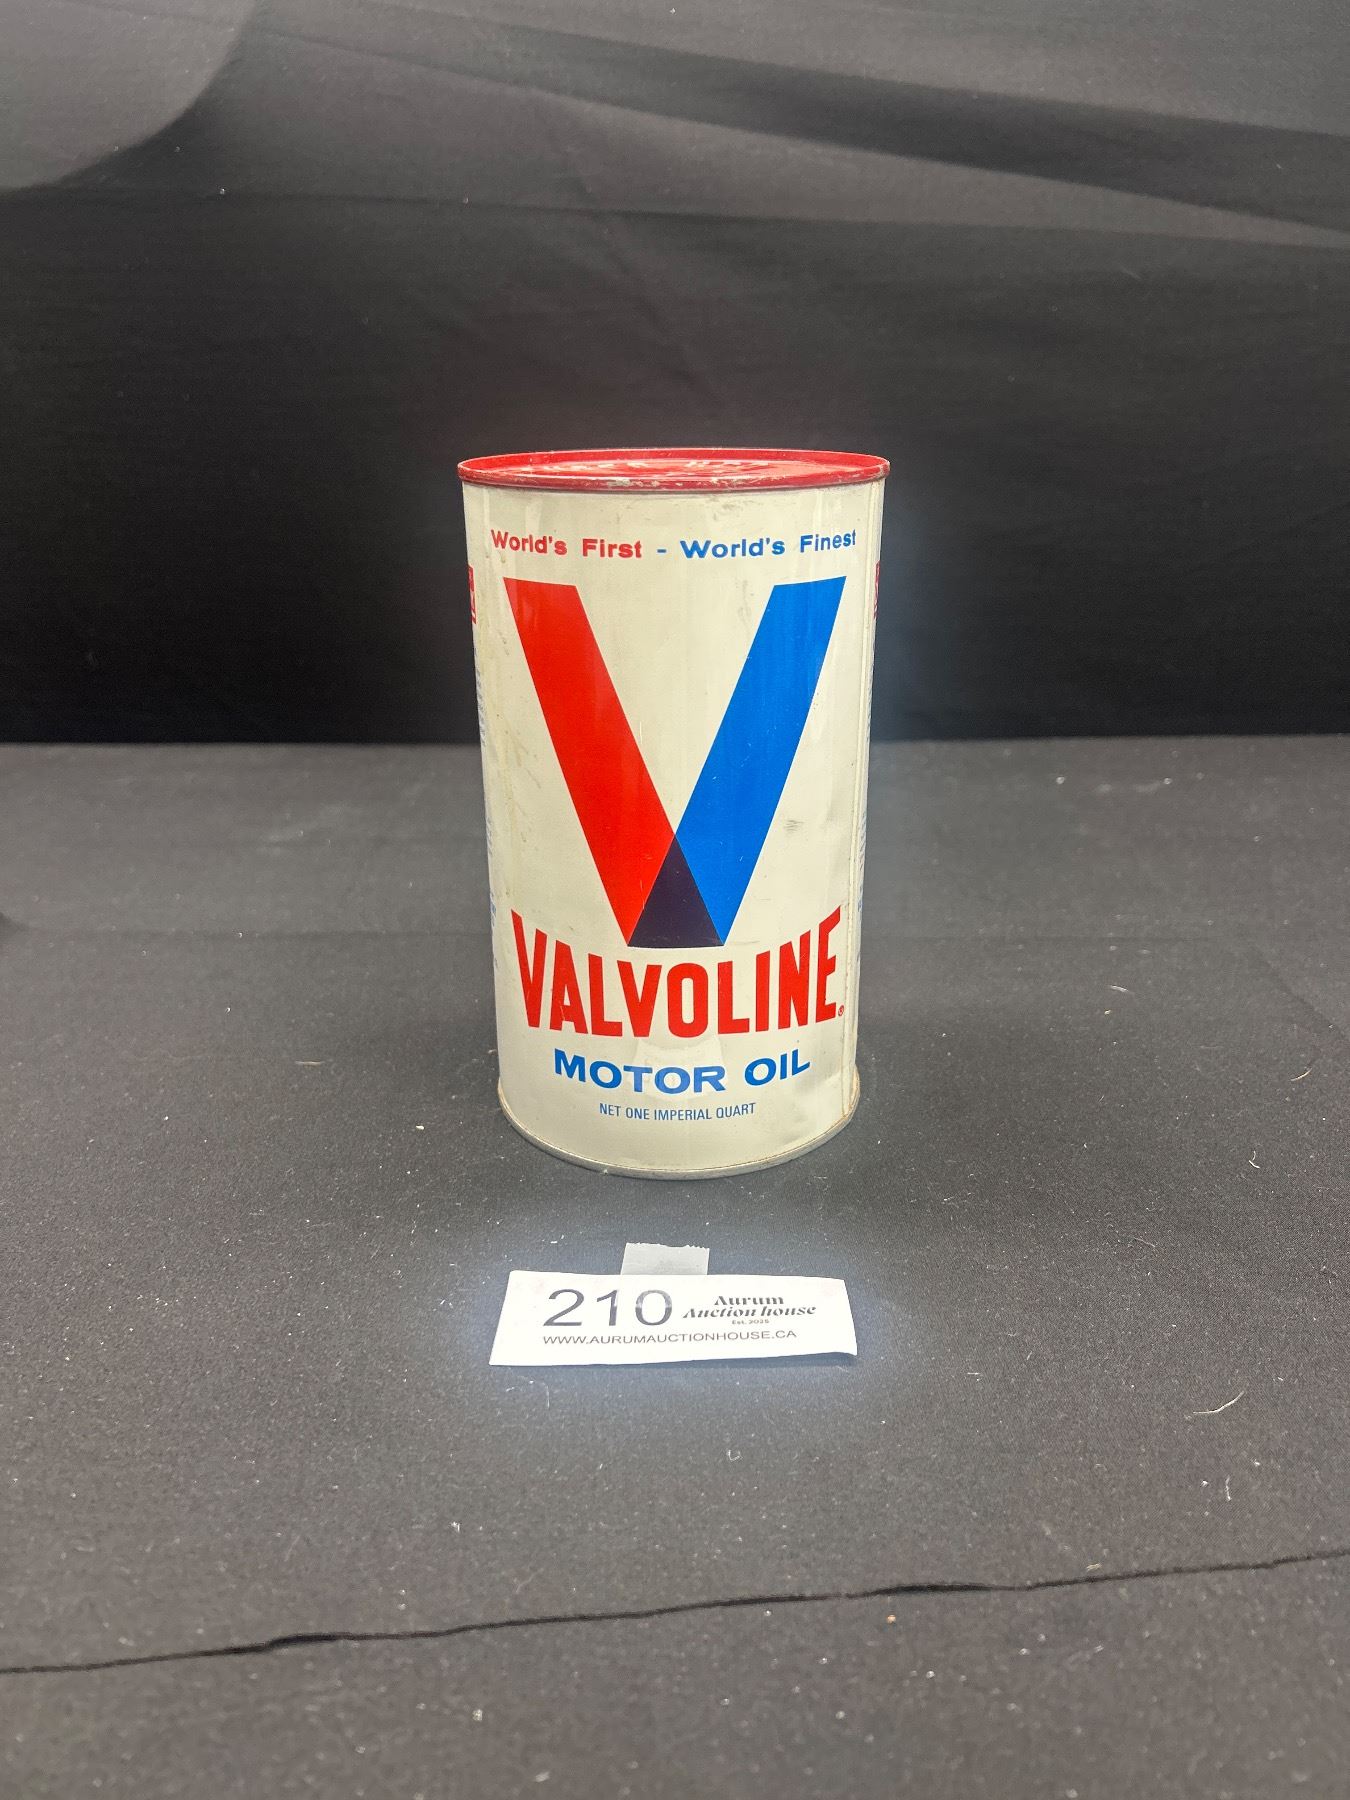 World's First - World's Finest
VALVOLINE®
MOTOR OIL
NET ONE IMPERIAL QUART
210 Aurum
Auction house
Est. 2025
WWW.AURUMAUCTIONHOUSE.CA